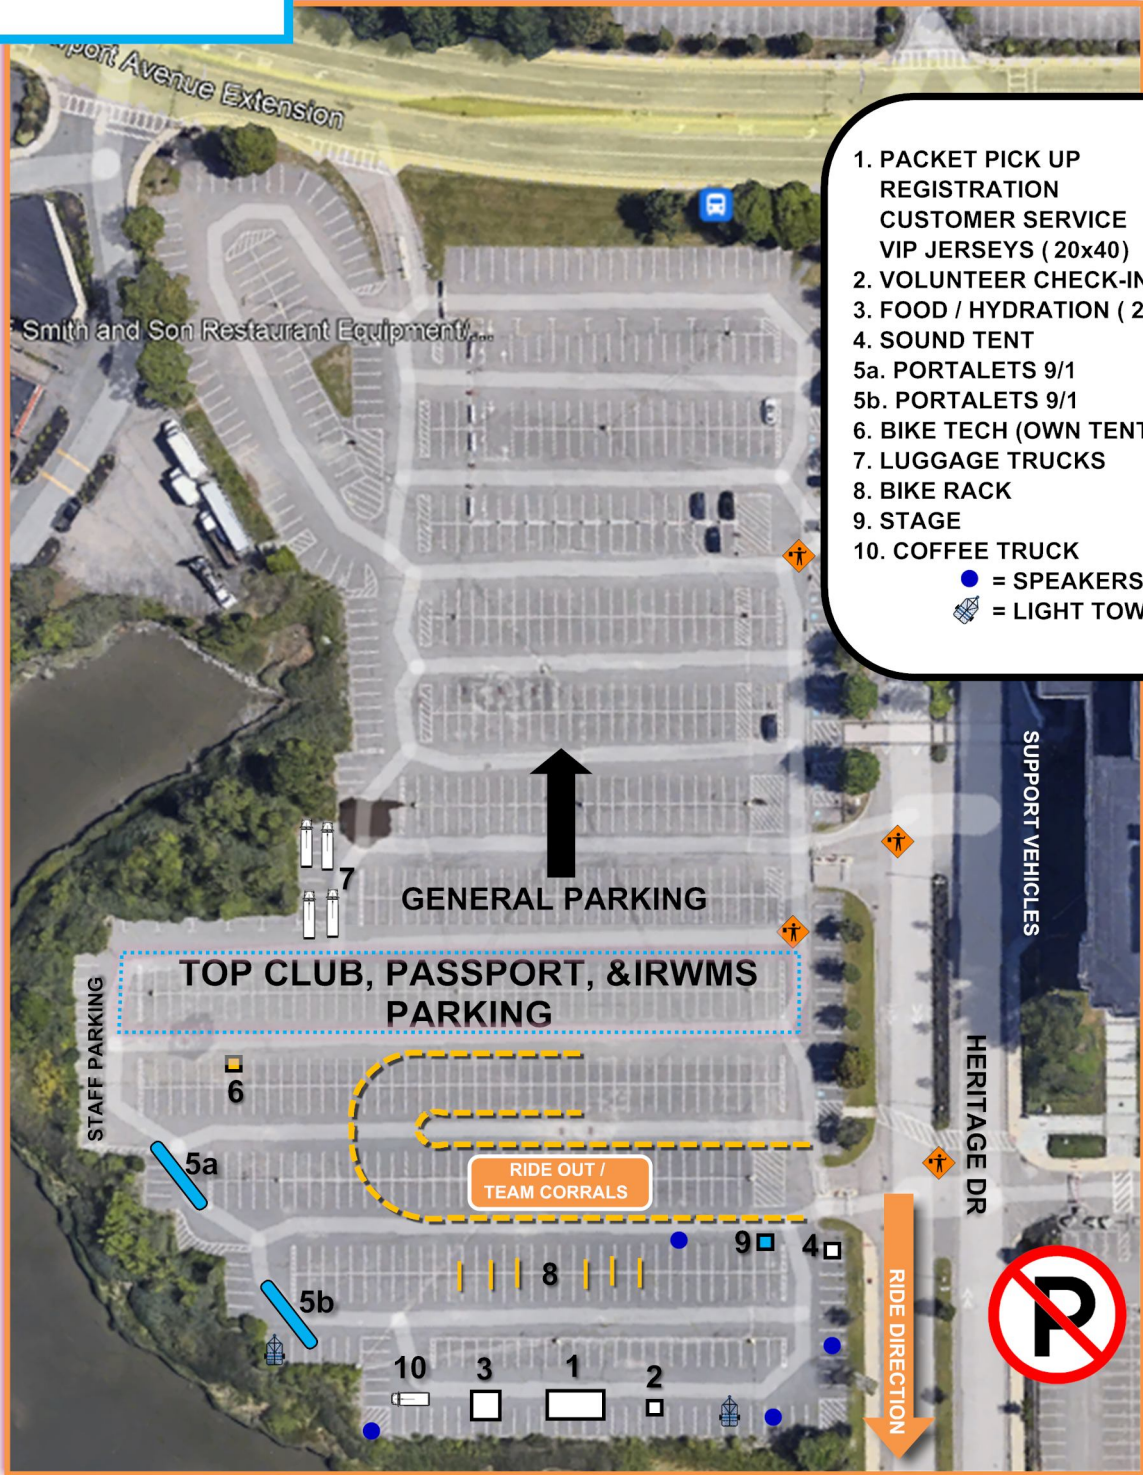 Avenue Extension
1. PACKET PICK UP
REGISTRATION
CUSTOMER SERVICE
VIP JERSEYS ( 20x40)
2. VOLUNTEER CHECK-IN
3. FOOD / HYDRATION ( 2
4. SOUND TENT
5a. PORTALETS 9/1
5b. PORTALETS 9/1
6. BIKE TECH (OWN TENT
7. LUGGAGE TRUCKS
8. BIKE RACK
9. STAGE
10. COFFEE TRUCK
= SPEAKERS
= LIGHT TOW
Smith and Son Restaurant Equipment/...
SUPPORT VEHICLES
7
GENERAL PARKING
TOP CLUB, PASSPORT, &IRWMS
PARKING
STAFF PARKING
6
HERITAGE DR
5a
RIDE OUT /
TEAM CORRALS
9
4
8
5b
RIDE DIRECTION
P
10
3
1
2